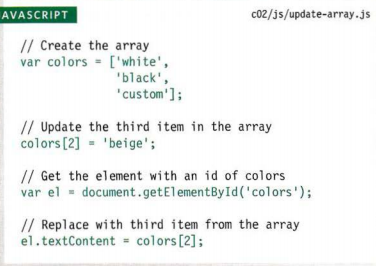 AVASCRIPT
c02/js/update-array.js
// Create the array
var colors = ['white',
'black',
'custom'];
// Update the third item in the array
colors[2] = 'beige';
// Get the element with an id of colors
var el = document.getElementById('colors');
// Replace with third item from the array
el.textContent = colors[2];